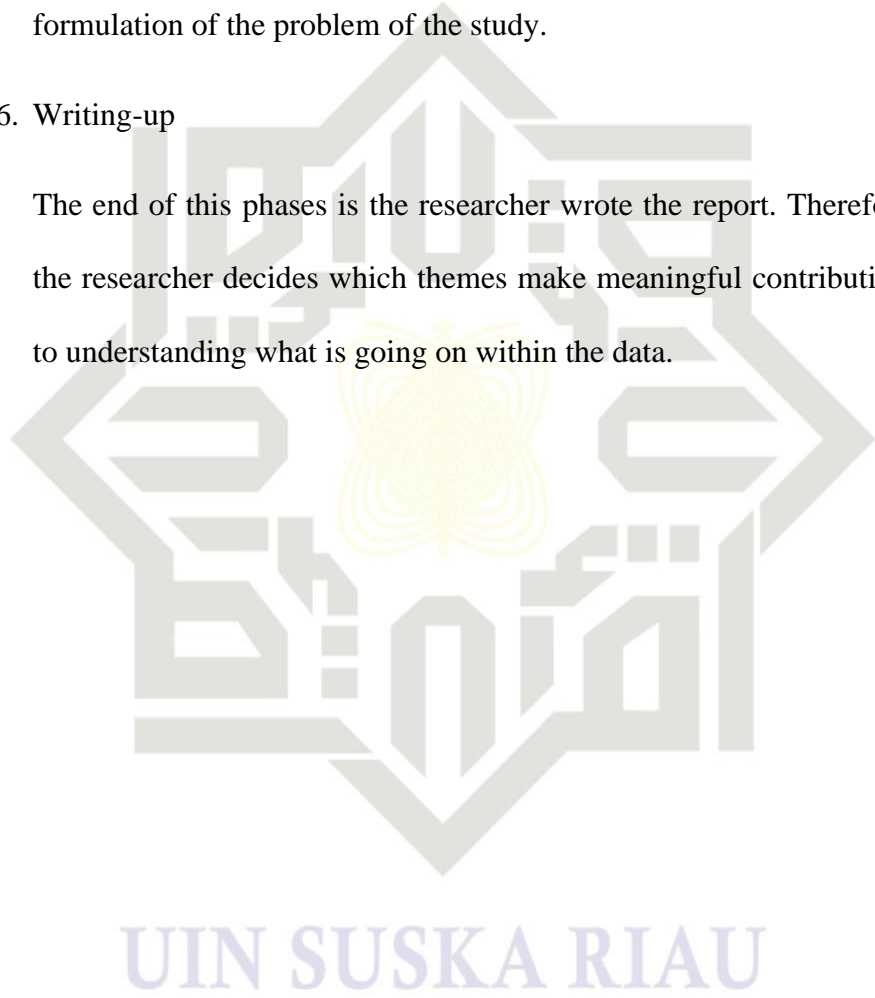 formulation of the problem of the study.
6. Writing-up
The end of this phases is the researcher wrote the report. Therefo
the researcher decides which themes make meaningful contributi
to understanding what is going on within the data.
UIN SUSKA RIAU